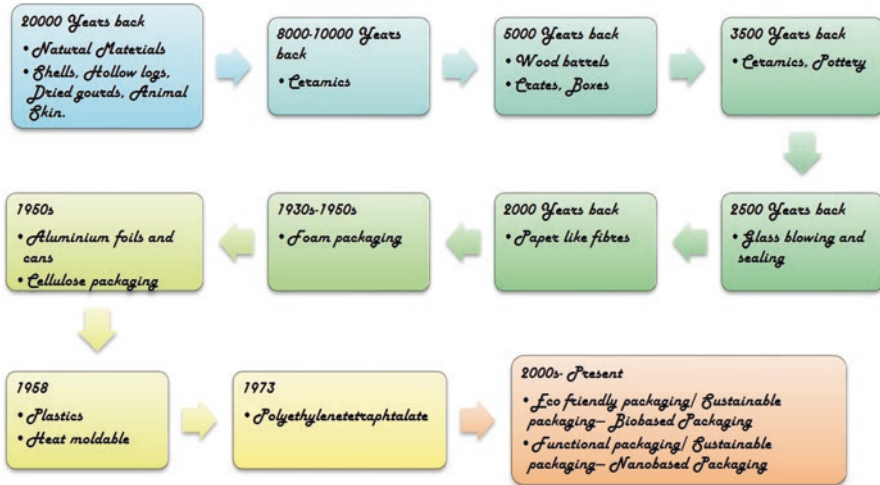 20000 Years back
• Natural Materials
• Shells, Hollow logs,
Dried gourds, Animal
Skin.
8000-10000 Years
back
• Ceramics
5000 Years back
• Wood barrels
• Crates, Boxes
3500 Years back
• Ceramics, Pottery
2500 Years back
• Glass blowing and
sealing
2000 Years back
• Paper like fibres
1930s-1950s
• Foam packaging
1950s
• Aluminium foils and
cans
• Cellulose packaging
1958
• Plastics
• Heat moldable
1973
• Polyethylenetetraphtalate
2000s- Present
• Eco friendly packaging/ Sustainable
packaging– Biobased Packaging
• Functional packaging/ Sustainable
packaging– Nanobased Packaging